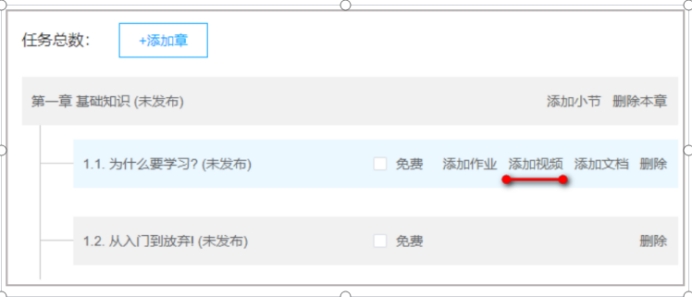 任务总数： +添加章
第一章 基础知识 (未发布) 添加小节 删除本章
1.1. 为什么要学习? (未发布) 免费 添加作业 添加视频 添加文档 删除
1.2. 从入门到放弃! (未发布) 免费 删除